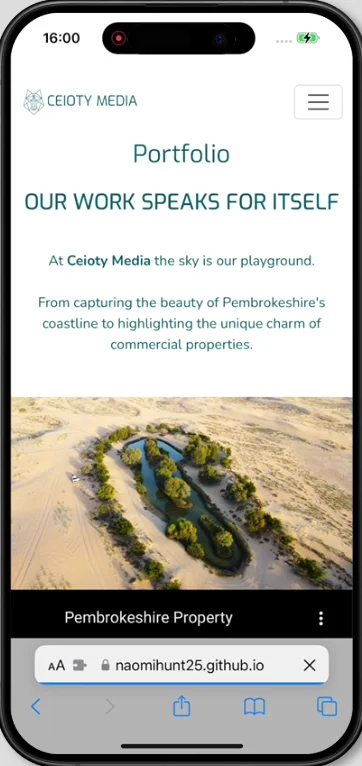 16:00
CEIOTY MEDIA
Portfolio
OUR WORK SPEAKS FOR ITSELF
At Ceioty Media the sky is our playground.
From capturing the beauty of Pembrokeshire's
coastline to highlighting the unique charm of
commercial properties.
Pembrokeshire Property
AA naomihunt25.github.io